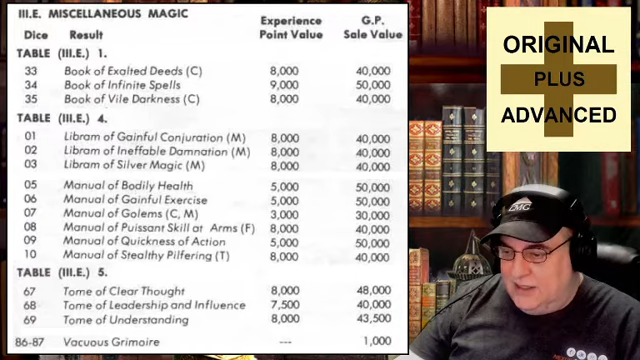 III.E. MISCELLANEOUS MAGIC
Experience G.P.
Dice Result Point Value Sale Value
TABLE (III.E.) 1.
33 Book of Exalted Deeds (C) 8,000 40,000
34 Book of Infinite Spells 9,000 50,000
35 Book of Vile Darkness (C) 8,000 40,000
TABLE (III.E.) 4.
01 Libram of Gainful Conjuration (M) 8,000 40,000
02 Libram of Ineffable Damnation (M) 8,000 40,000
03 Libram of Silver Magic (M) 8,000 40,000
05 Manual of Bodily Health 5,000 50,000
06 Manual of Gainful Exercise 5,000 50,000
07 Manual of Golems (C, M) 3,000 30,000
08 Manual of Puissant Skill at Arms (F) 8,000 40,000
09 Manual of Quickness of Action 5,000 50,000
10 Manual of Stealthy Pilfering (T) 8,000 40,000
TABLE (III.E.) 5.
67 Tome of Clear Thought 8,000 48,000
68 Tome of Leadership and Influence 7,500 40,000
69 Tome of Understanding 8,000 43,500
86-87 Vacuous Grimoire --- 1,000
ORIGINAL
PLUS
ADVANCED